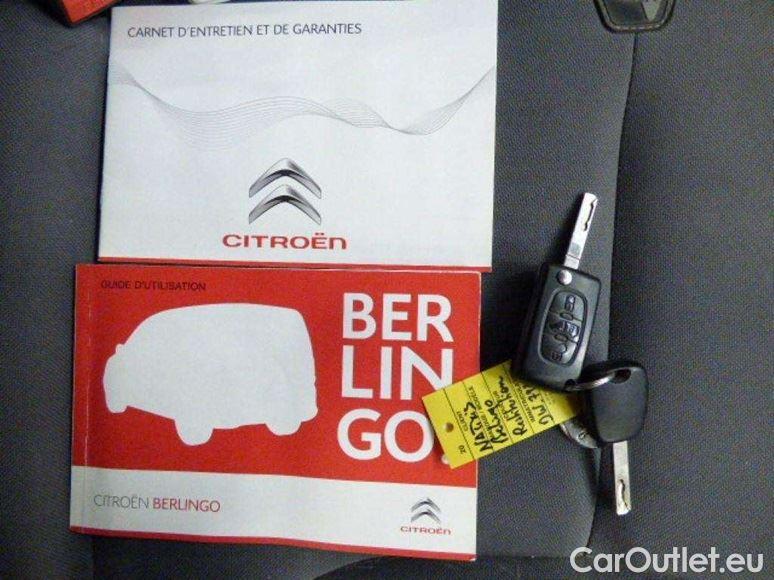 CARNET D'ENTRETIEN ET DE GARANTIES
CITROËN
GUIDE D'UTILISATION
BER
LIN
GO.
CITROËN BERLINGO
CITROËN
CarOutlet.eu